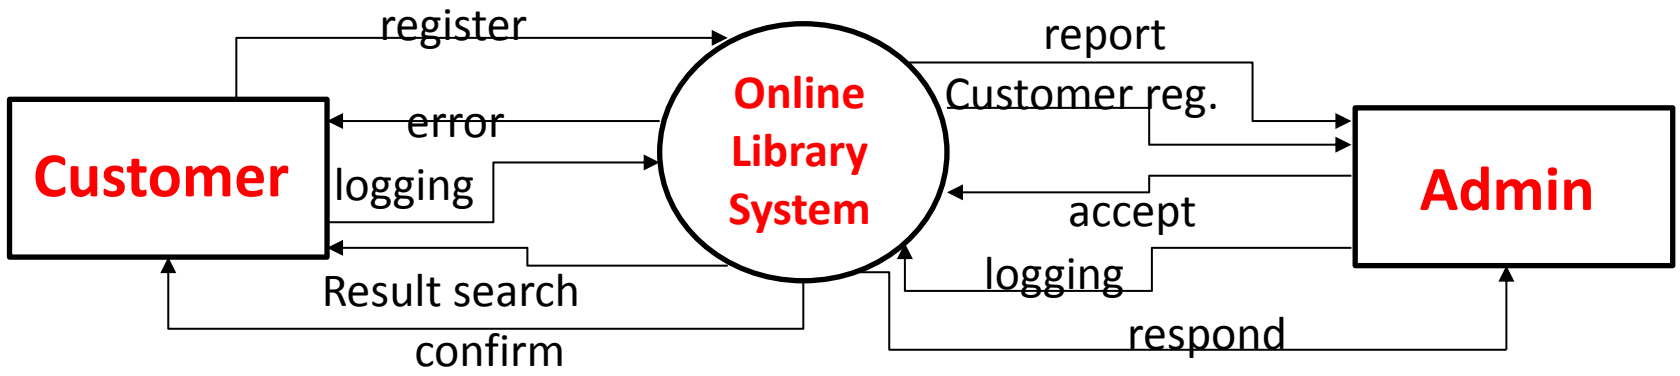 register
report
Online
Library
System
Customer reg.
error
Customer
logging
Admin
accept
logging
Result search
respond
confirm